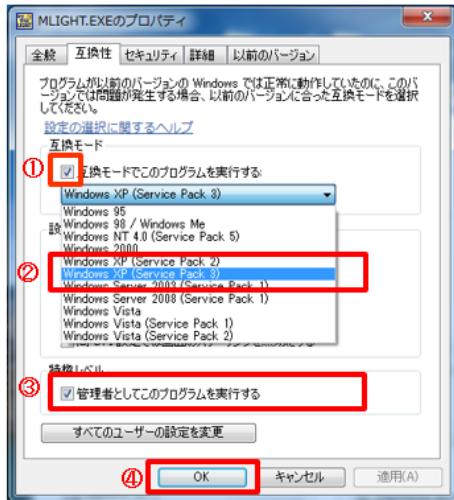 MLIGHT.EXEのプロパティ
全般 互換性 セキュリティ 詳細 以前のバージョン
プログラムが以前のバージョンの Windows では正常に動作していたのに、このバ
ージョンでは問題が発生する場合、以前のバージョンに合った互換モードを選択
してください。
設定の選択に関するヘルプ
互換モード
① 互換モードでこのプログラムを実行する:
Windows XP (Service Pack 3)
Windows 95
Windows 98 / Windows Me
設 Windows NT 4.0 (Service Pack 5)
Windows 2000
② Windows XP (Service Pack 2)
Windows XP (Service Pack 3)
Windows Server 2003 (Service Pack 1)
Windows Server 2008 (Service Pack 1)
Windows Vista
Windows Vista (Service Pack 1)
Windows Vista (Service Pack 2)
特権レベル
③ 管理者としてこのプログラムを実行する
すべてのユーザーの設定を変更
④ OK キャンセル 適用(A)